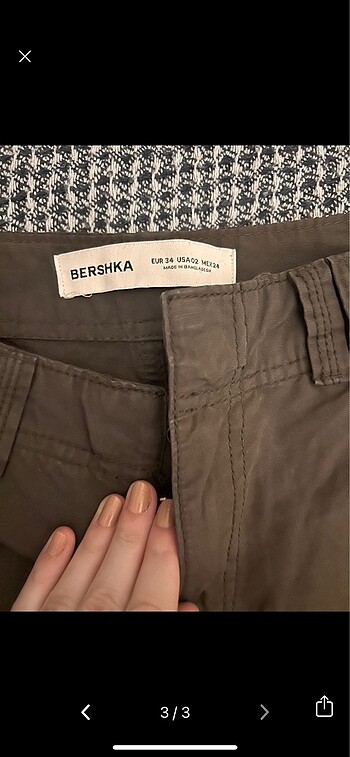 BERSHKA
EUR 34 USA 02 MEX 24
MADE IN BANGLADESH
3 / 3